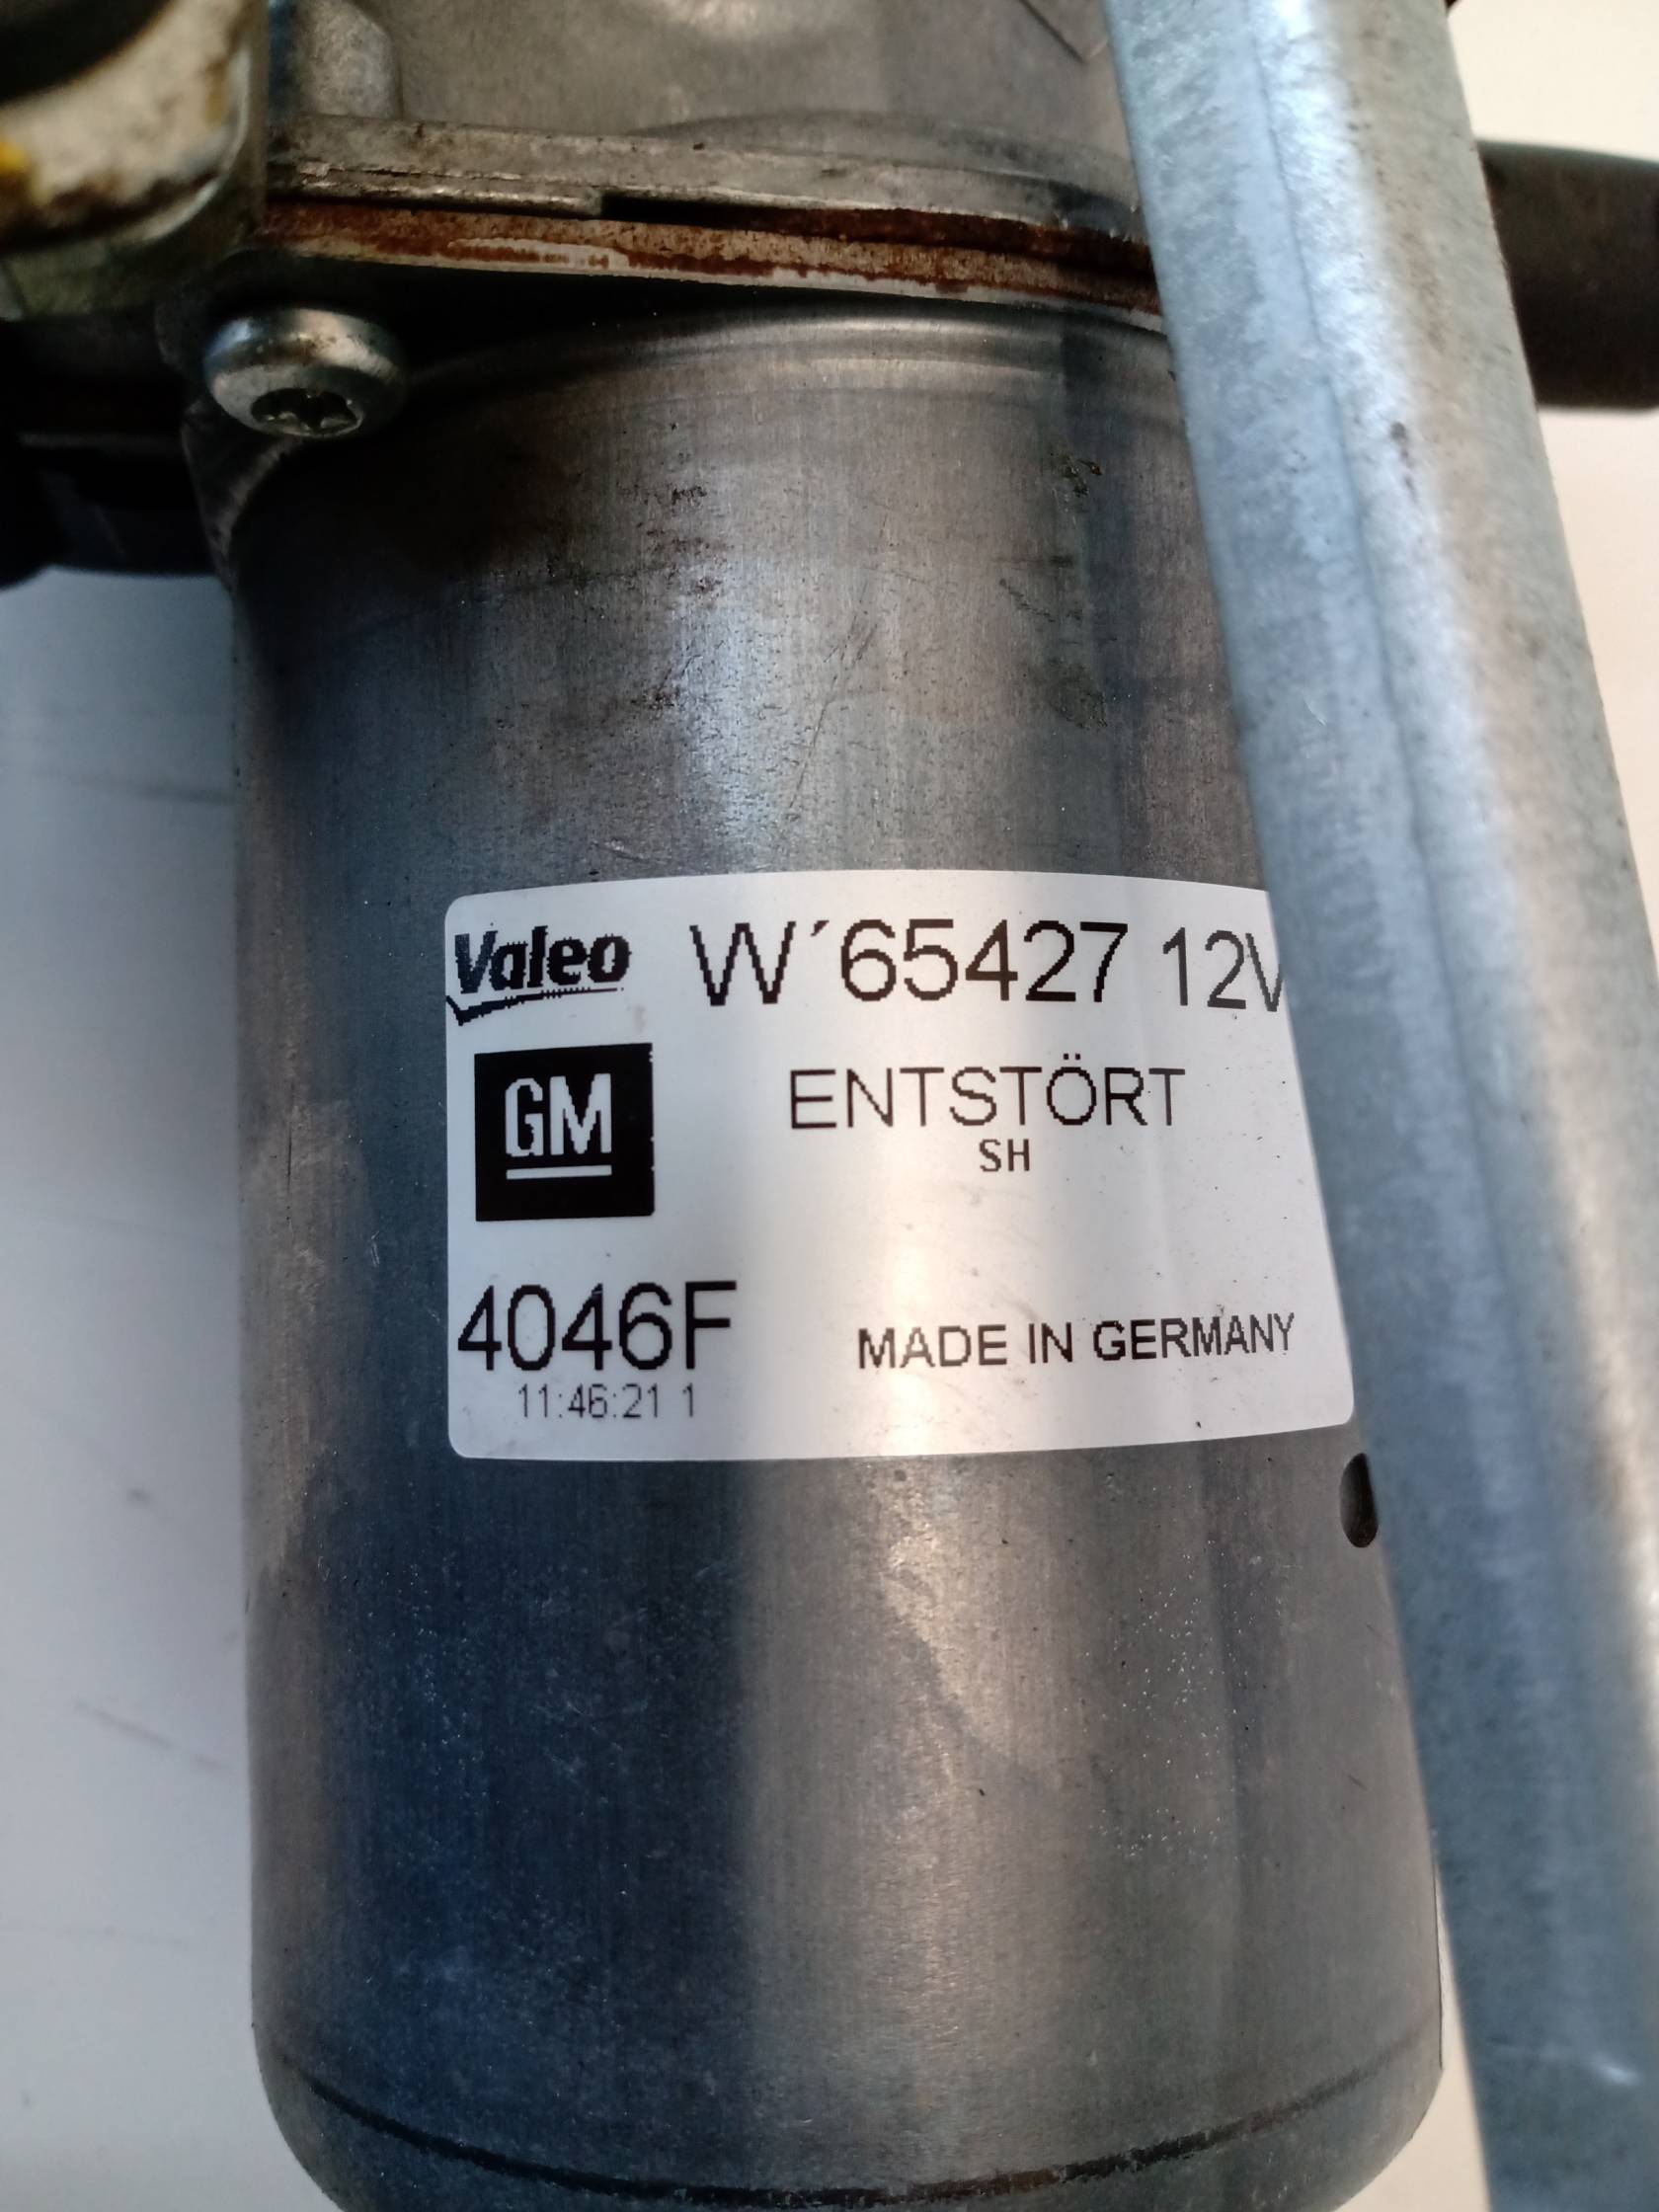 Valeo W´65427 12V
GM ENTSTÖRT
SH
4046F MADE IN GERMANY
11:46:21 1